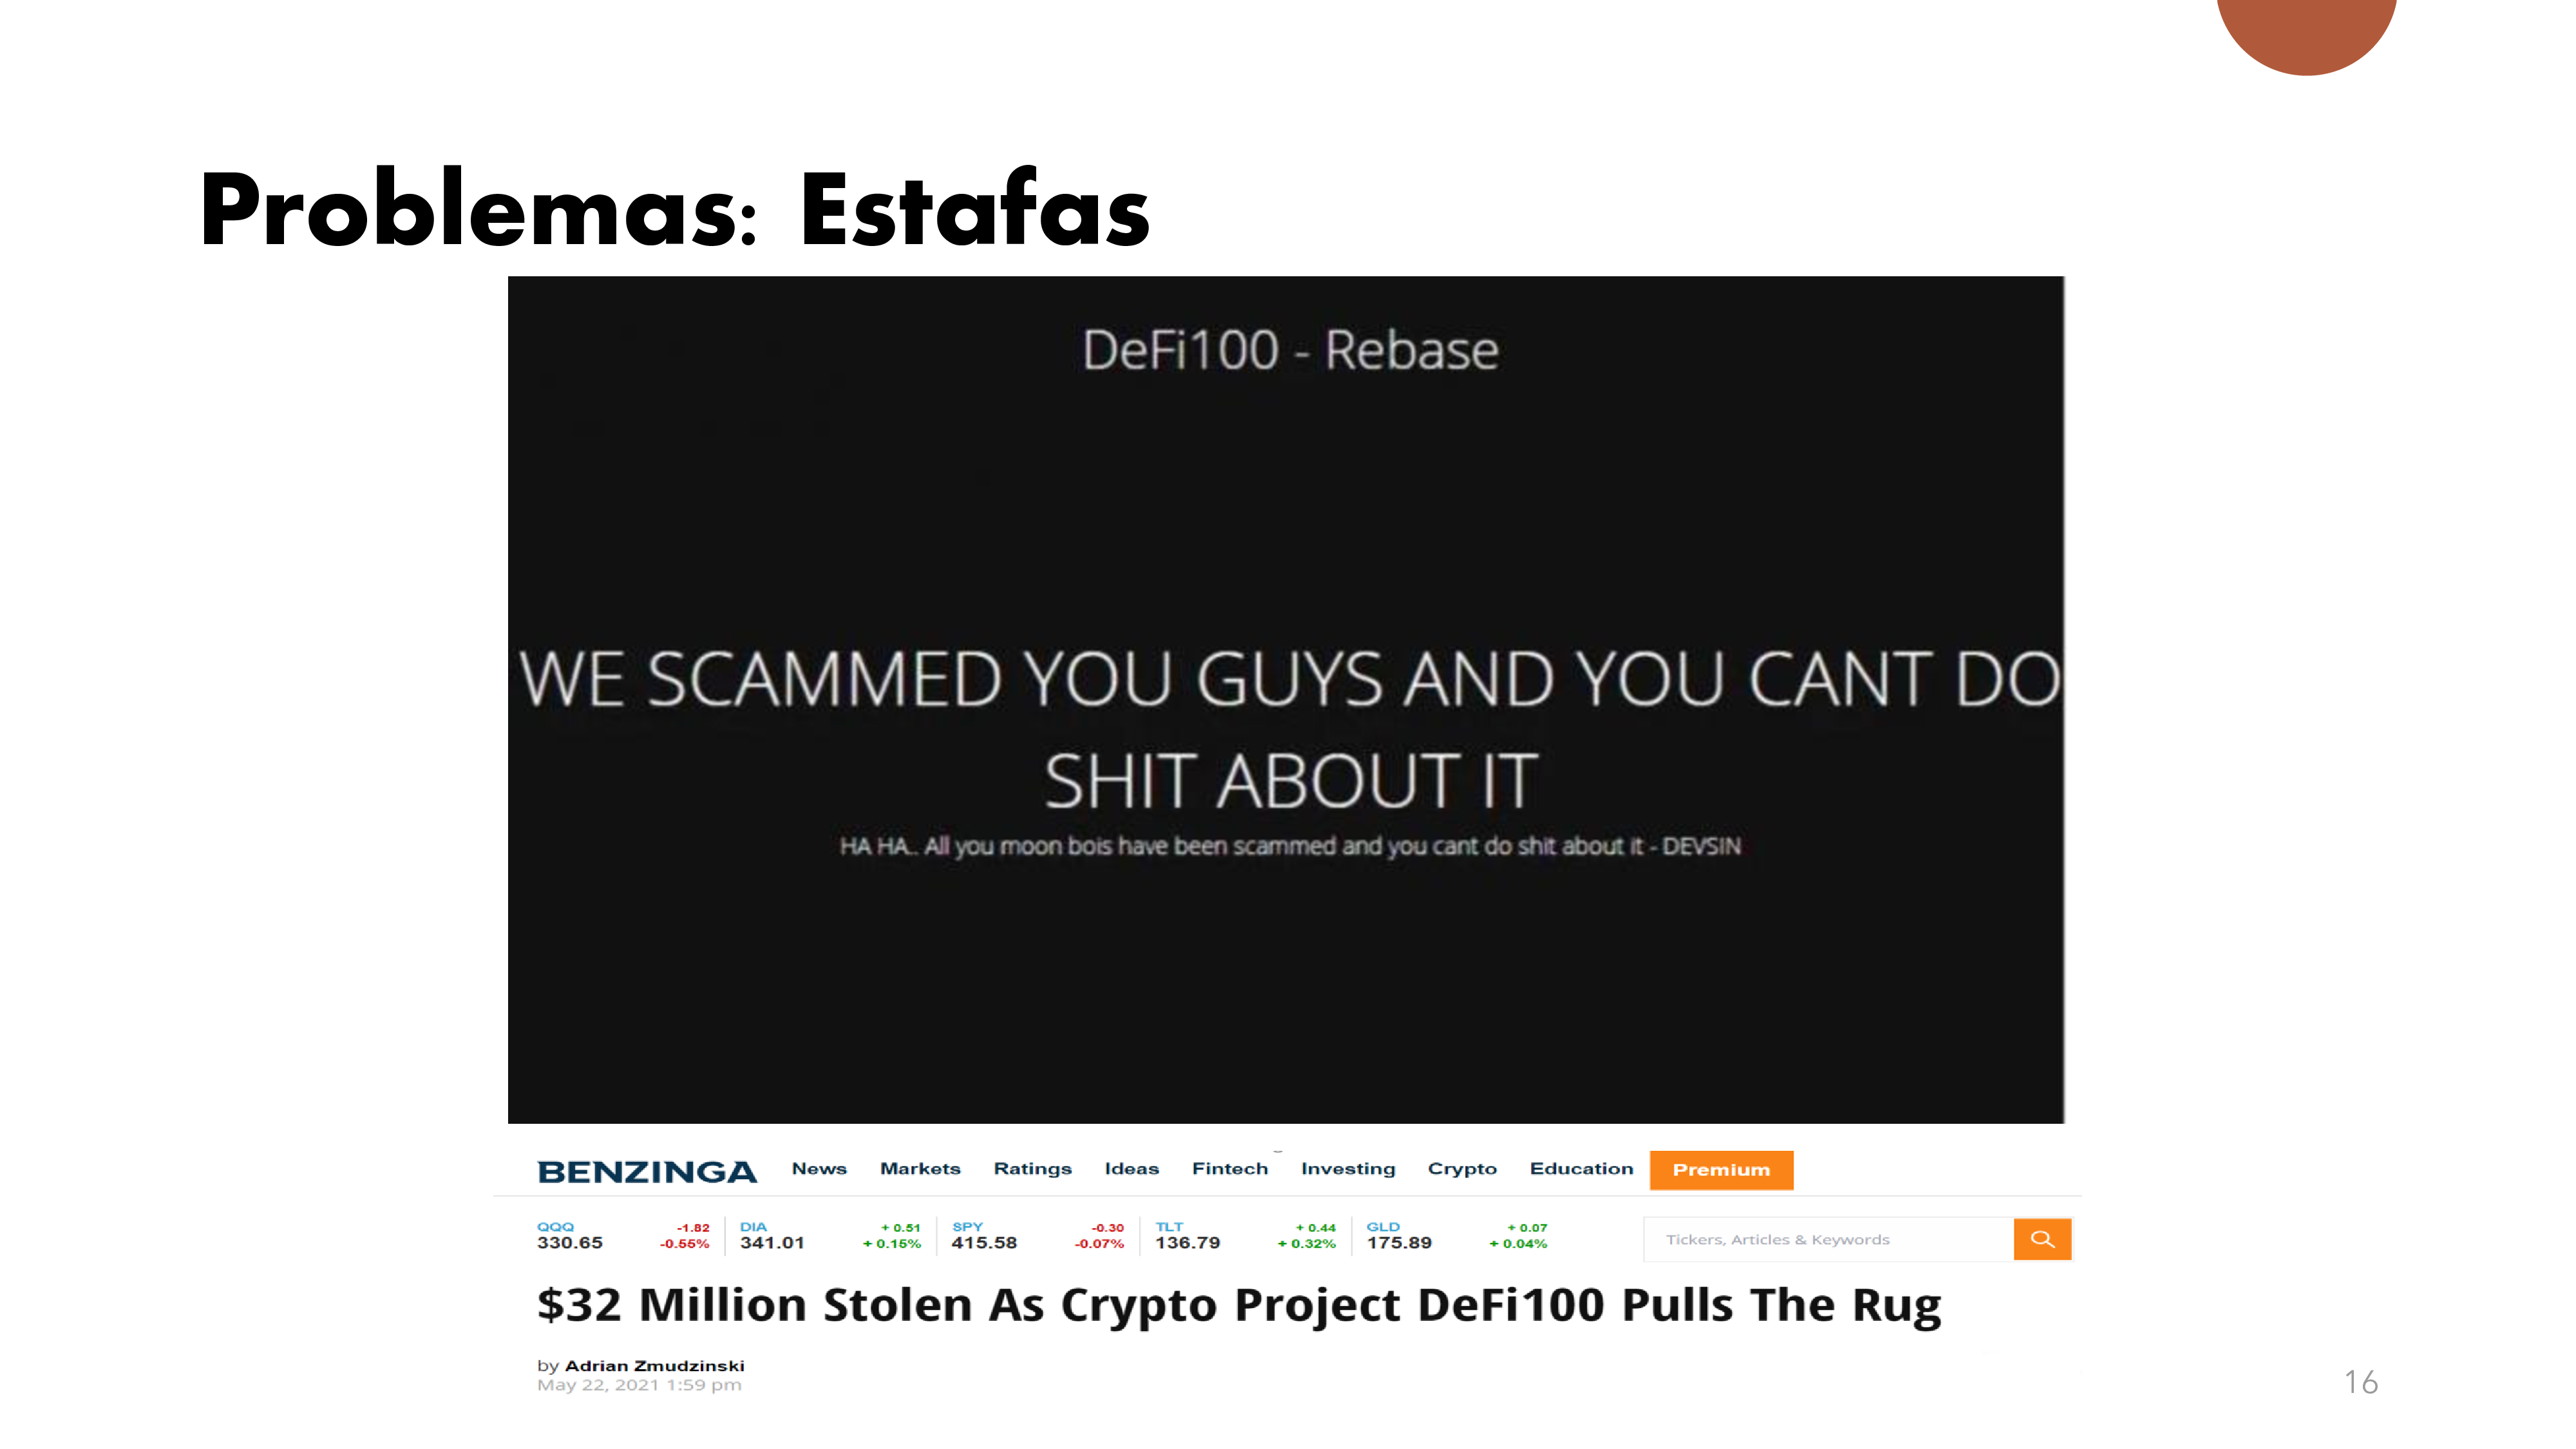 Problemas: Estafas
DeFi100 - Rebase
WE SCAMMED YOU GUYS AND YOU CANT DO
SHIT ABOUT IT
HA HA.. All you moon bois have been scammed and you cant do shit about it - DEVSIN
BENZINGA News Markets Ratings Ideas Fintech Investing Crypto Education Premium
QQQ -1.82 DIA + 0.51 SPY -0.30 TLT + 0.44 GLD + 0.07
330.65 -0.55% 341.01 + 0.15% 415.58 -0.07% 136.79 + 0.32% 175.89 + 0.04%
Tickers, Articles & Keywords
$32 Million Stolen As Crypto Project DeFi100 Pulls The Rug
by Adrian Zmudzinski
May 22, 2021 1:59 pm
16